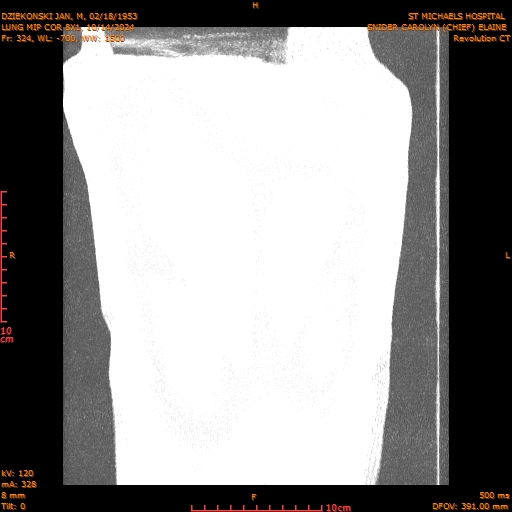 H
DZIEKONSKI JAN, M, 02/18/1953
LUNG MIP COR 8X1, 10/14/2024
Fr: 324, WL: -700, WW: 1500
ST MICHAELS HOSPITAL
SNIDER CAROLYN (CHIEF) ELAINE
Revolution CT
R
L
10
cm
kV: 120
mA: 328
8 mm
Tilt: 0
F
10cm
500 ms
DFOV: 391.00 mm